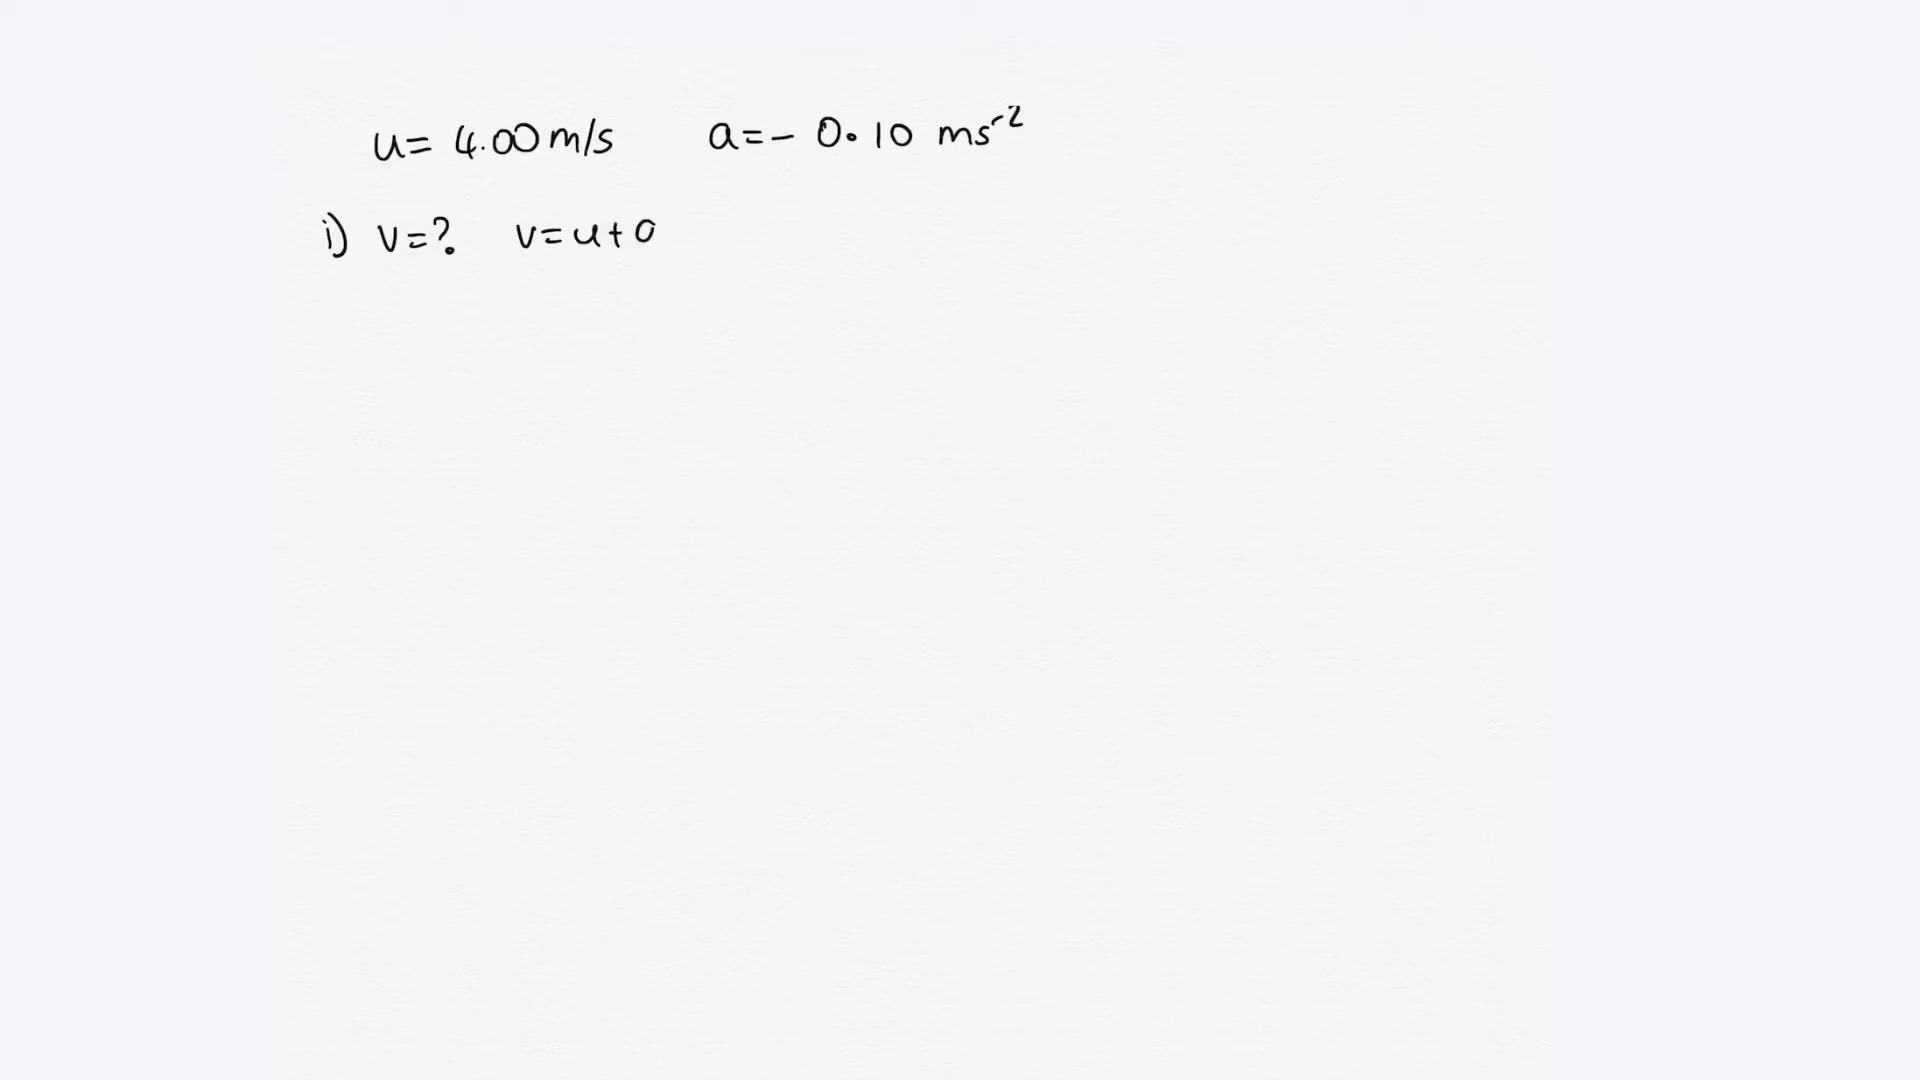 u= 4.00 m/s a= - 0.10 ms⁻²
i) v=? v= u + o